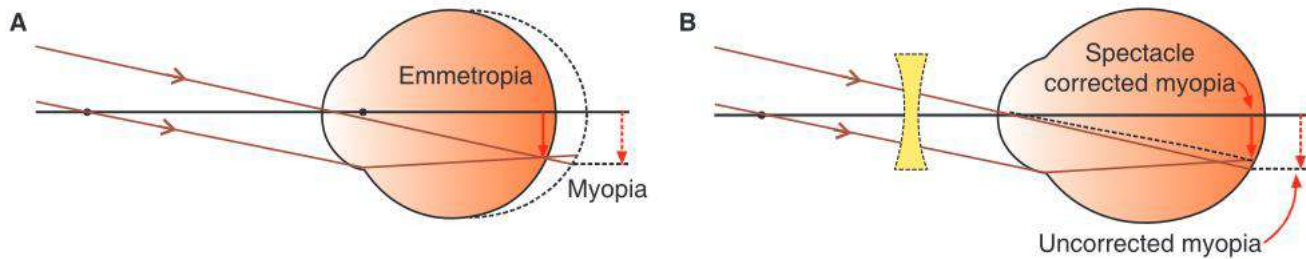 A
Emmetropia
Myopia
B
Spectacle
corrected myopia
Uncorrected myopia